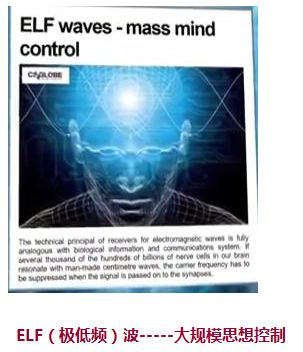 ELF waves - mass mind
control
The technical principal of receivers for electromagnetic waves is fully
analogous with biological information and communications system. If
several thousand of the hundreds of billions of nerve cells in our brain
resonate with man-made centimetre waves, the carrier frequency has to
be suppressed when the signal is passed on to the synapses.
ELF（极低频）波-----大规模思想控制